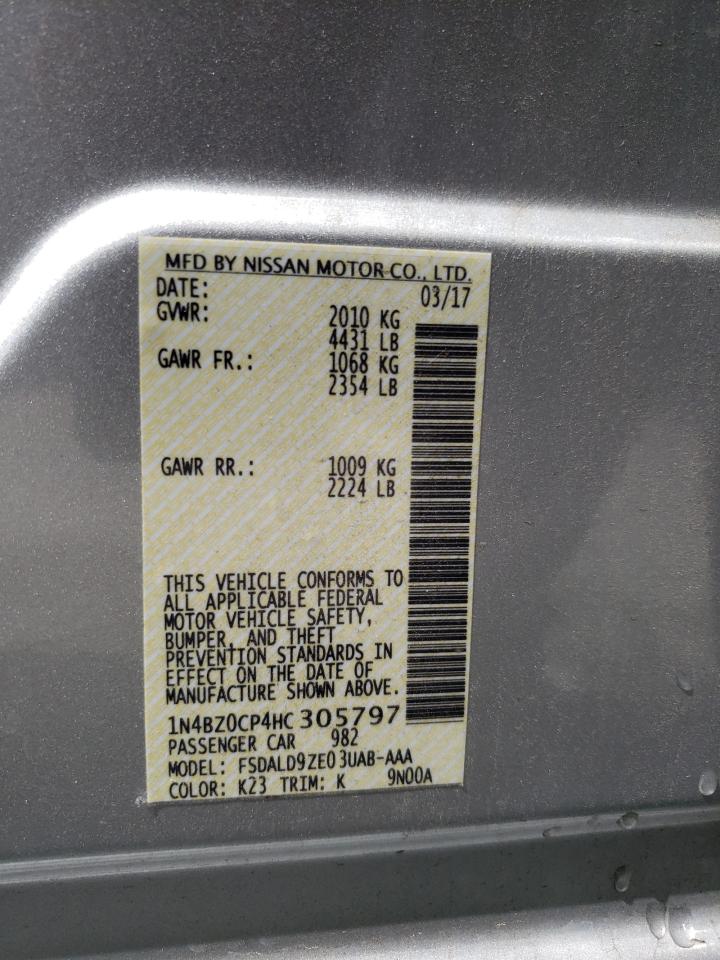 MFD BY NISSAN MOTOR CO., LTD.
DATE: 03/17
GVWR: 2010 KG
4431 LB
GAWR FR.: 1068 KG
2354 LB
GAWR RR.: 1009 KG
2224 LB
THIS VEHICLE CONFORMS TO
ALL APPLICABLE FEDERAL
MOTOR VEHICLE SAFETY,
BUMPER, AND THEFT
PREVENTION STANDARDS IN
EFFECT ON THE DATE OF
MANUFACTURE SHOWN ABOVE.
1N4BZ0CP4HC 305797
PASSENGER CAR 982
MODEL: FSDALD9ZE03UAB-AAA
COLOR: K23 TRIM: K 9N00A